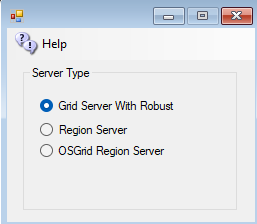 Help
Server Type
Grid Server With Robust
Region Server
OSGrid Region Server